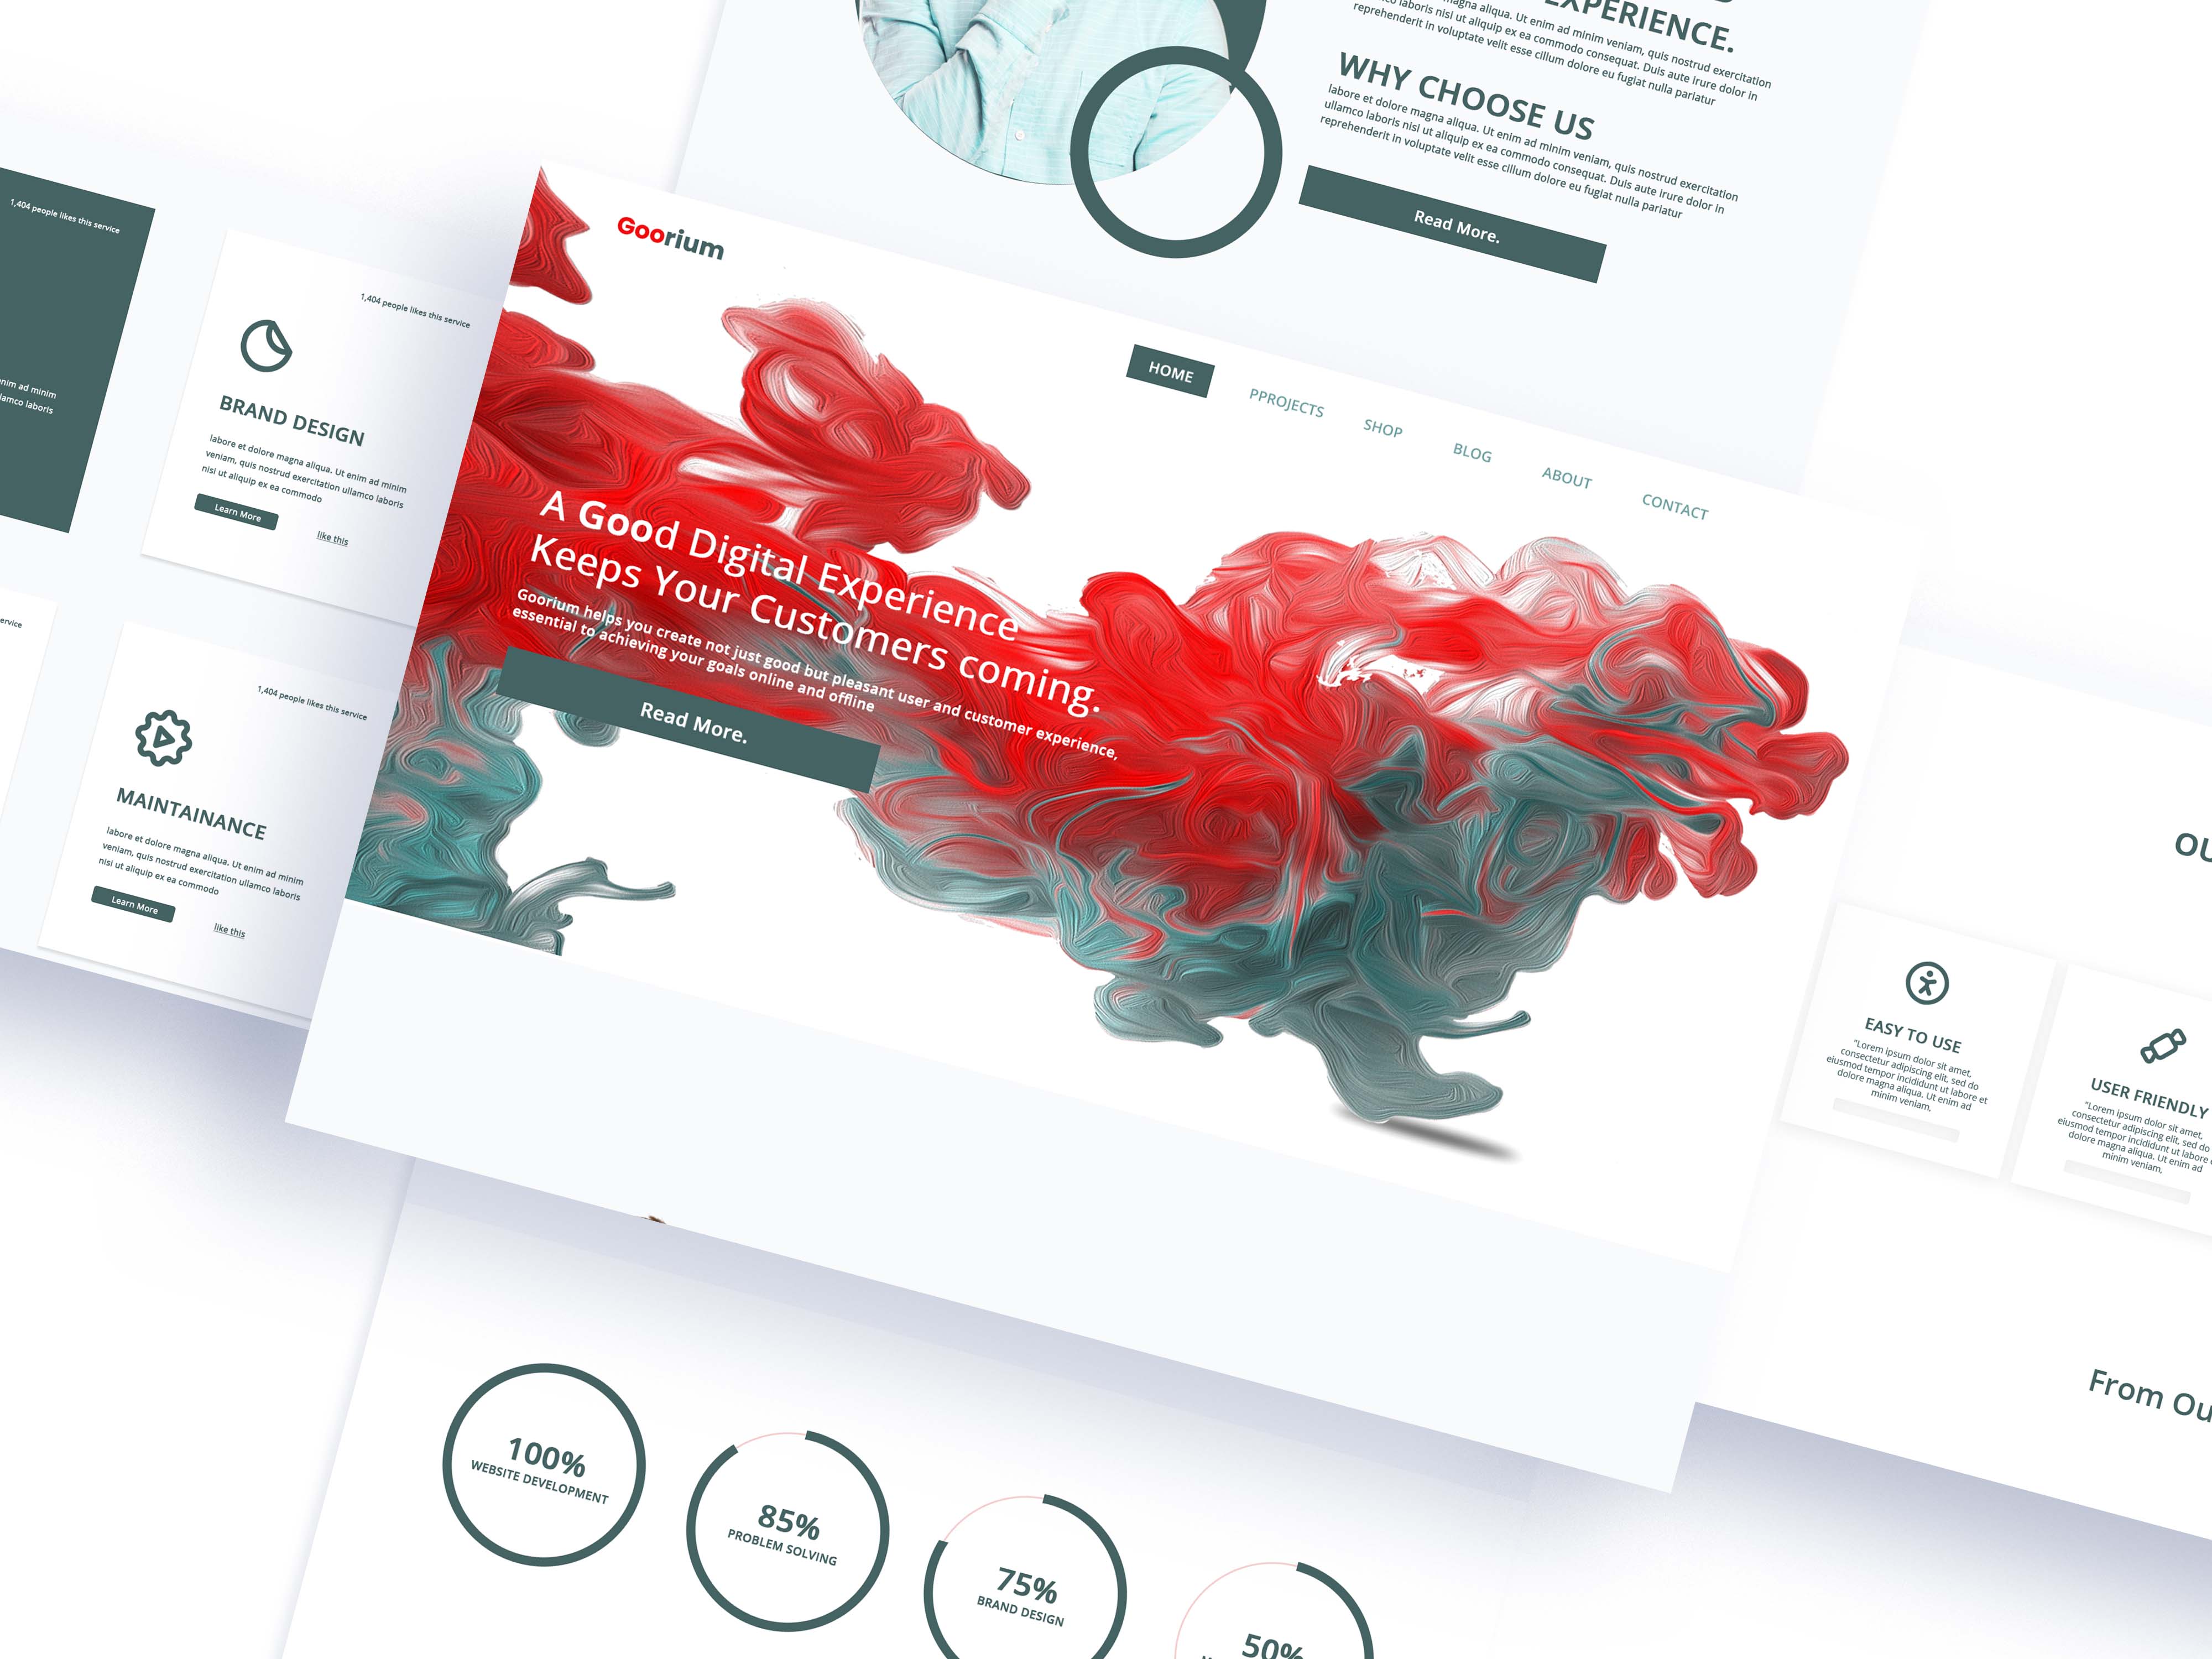 EXPERIENCE.
magna aliqua. Ut enim ad minim veniam, quis nostrud exercitation
laboris nisi ut aliquip ex ea commodo consequat. Duis aute irure dolor in
reprehenderit in voluptate velit esse cillum dolore eu fugiat nulla pariatur
WHY CHOOSE US
labore et dolore magna aliqua. Ut enim ad minim veniam, quis nostrud exercitation
ullamco laboris nisi ut aliquip ex ea commodo consequat. Duis aute irure dolor in
reprehenderit in voluptate velit esse cillum dolore eu fugiat nulla pariatur
Read More.
1,404 people likes this service
enim ad minim
ullamco laboris
1,404 people likes this service
BRAND DESIGN
labore et dolore magna aliqua. Ut enim ad minim
veniam, quis nostrud exercitation ullamco laboris
nisi ut aliquip ex ea commodo
Learn More
like this
service
1,404 people likes this service
MAINTAINANCE
labore et dolore magna aliqua. Ut enim ad minim
veniam, quis nostrud exercitation ullamco laboris
nisi ut aliquip ex ea commodo
Learn More
like this
Goorium
HOME
PPROJECTS
SHOP
BLOG
ABOUT
CONTACT
A Good Digital Experience
Keeps Your Customers coming.
Goorium helps you create not just good but pleasant user and customer experience,
essential to achieving your goals online and offline
Read More.
OU
EASY TO USE
"Lorem ipsum dolor sit amet,
consectetur adipiscing elit, sed do
eiusmod tempor incididunt ut labore et
dolore magna aliqua. Ut enim ad
minim veniam,
USER FRIENDLY
"Lorem ipsum dolor sit amet,
consectetur adipiscing elit, sed do
eiusmod tempor incididunt ut labore
dolore magna aliqua. Ut enim ad
minim veniam,
From Ou
100%
WEBSITE DEVELOPMENT
85%
PROBLEM SOLVING
75%
BRAND DESIGN
50%